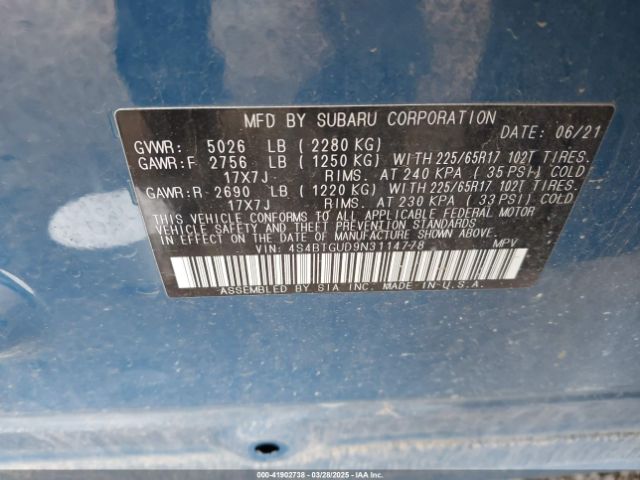 MFD BY SUBARU CORPORATION
DATE: 06/21
GVWR: 5026 LB (2280 KG)
GAWR:F 2756 LB (1250 KG) WITH 225/65R17 102T TIRES.
17X7J RIMS. AT 240 KPA ( 35 PSI) COLD
GAWR:R 2690 LB (1220 KG) WITH 225/65R17 102T TIRES.
17X7J RIMS. AT 230 KPA ( 33 PSI) COLD
THIS VEHICLE CONFORMS TO ALL APPLICABLE FEDERAL MOTOR
VEHICLE SAFETY, BUMPER, AND THEFT PREVENTION STANDARDS
IN EFFECT ON THE DATE OF MANUFACTURE SHOWN ABOVE.
VIN: 4S4BTGUD9N3114778 MPV
ASSEMBLED BY SIA INC. MADE IN U.S.A.
000-41902738 03/28/2025 IAAI.COM